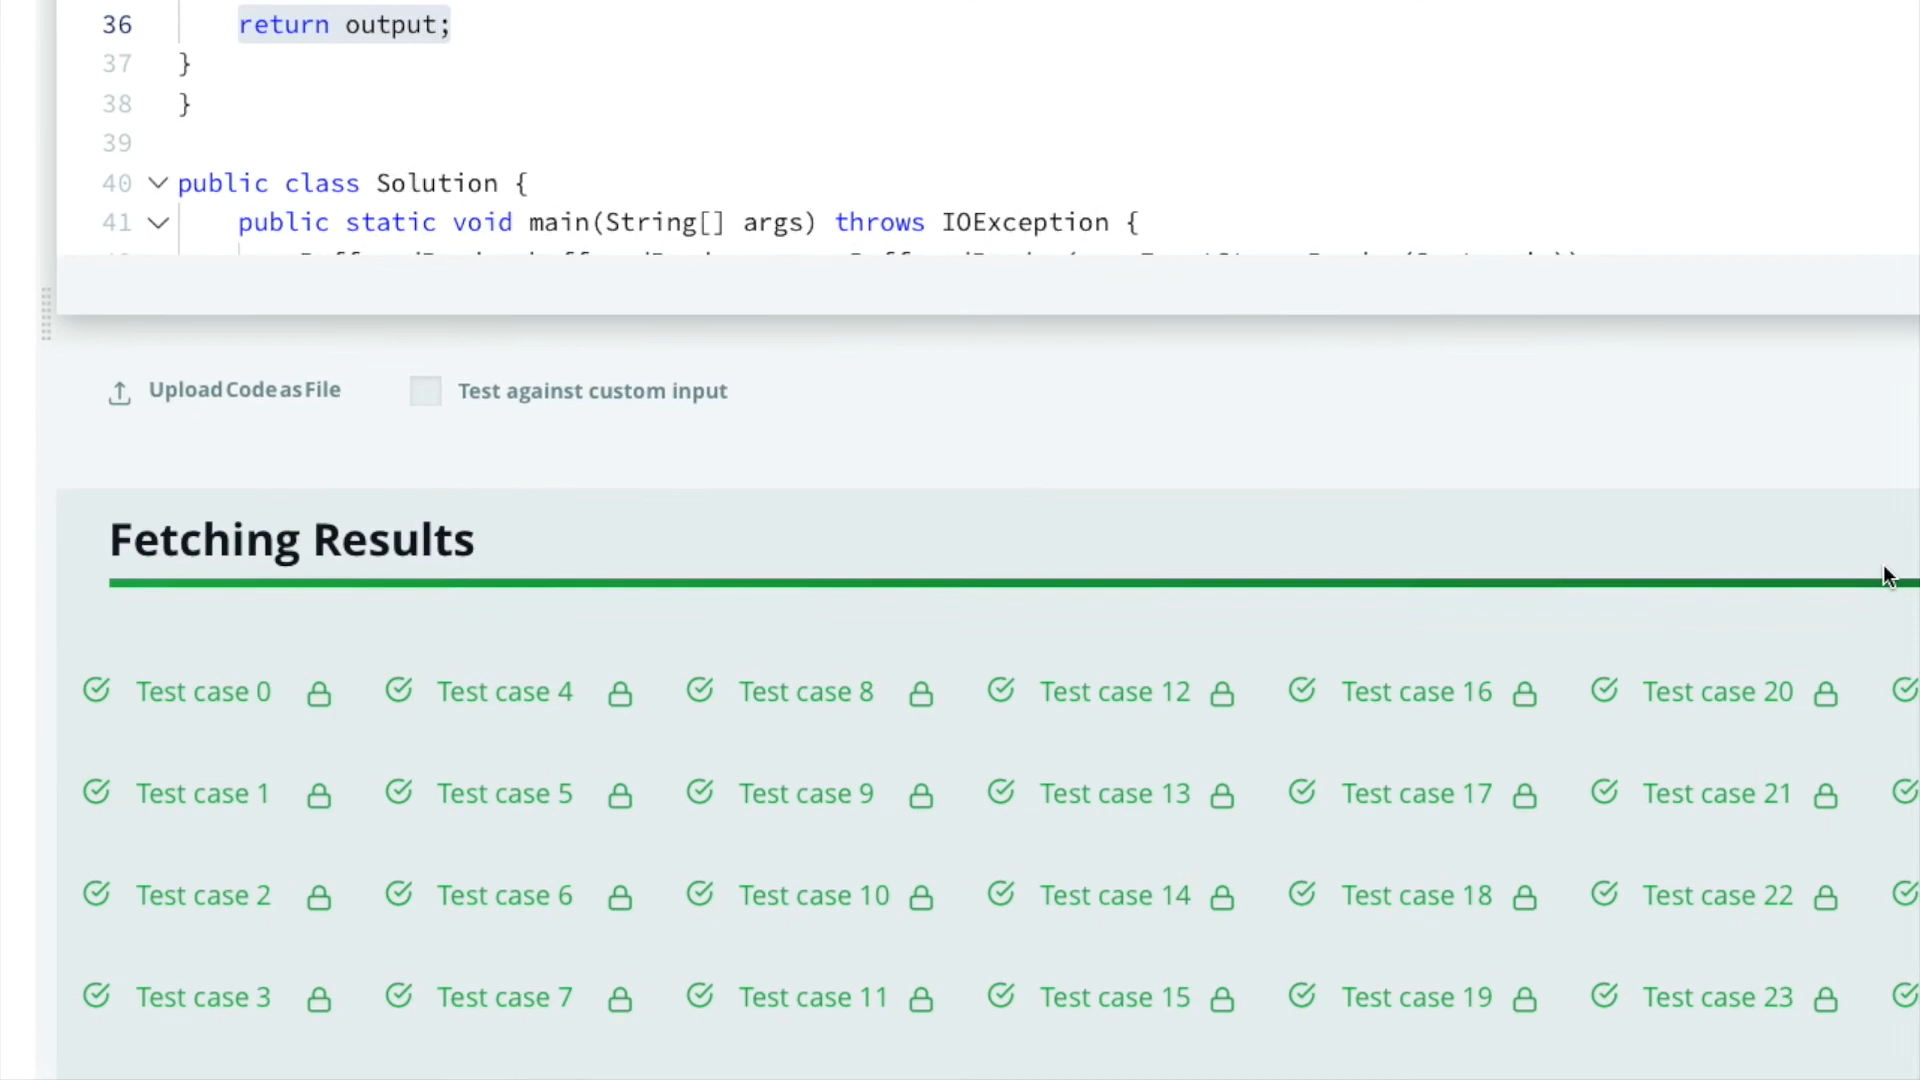 36 return output;
37 }
38 }
39
40 public class Solution {
41 public static void main(String[] args) throws IOException {
Upload Code as File Test against custom input
Fetching Results
Test case 0 Test case 4 Test case 8 Test case 12 Test case 16 Test case 20
Test case 1 Test case 5 Test case 9 Test case 13 Test case 17 Test case 21
Test case 2 Test case 6 Test case 10 Test case 14 Test case 18 Test case 22
Test case 3 Test case 7 Test case 11 Test case 15 Test case 19 Test case 23